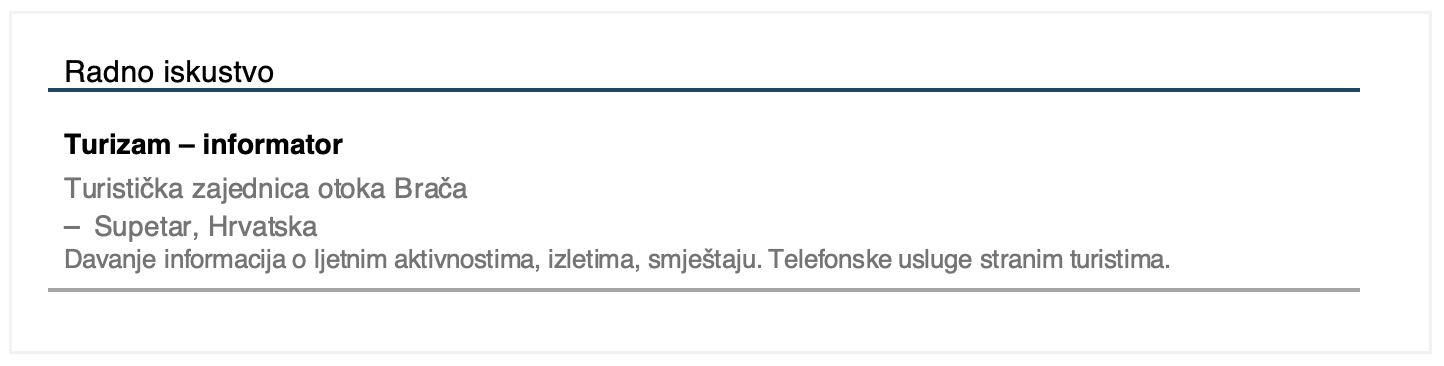 Radno iskustvo
Turizam – informator
Turistička zajednica otoka Brača
– Supetar, Hrvatska
Davanje informacija o ljetnim aktivnostima, izletima, smještaju. Telefonske usluge stranim turistima.